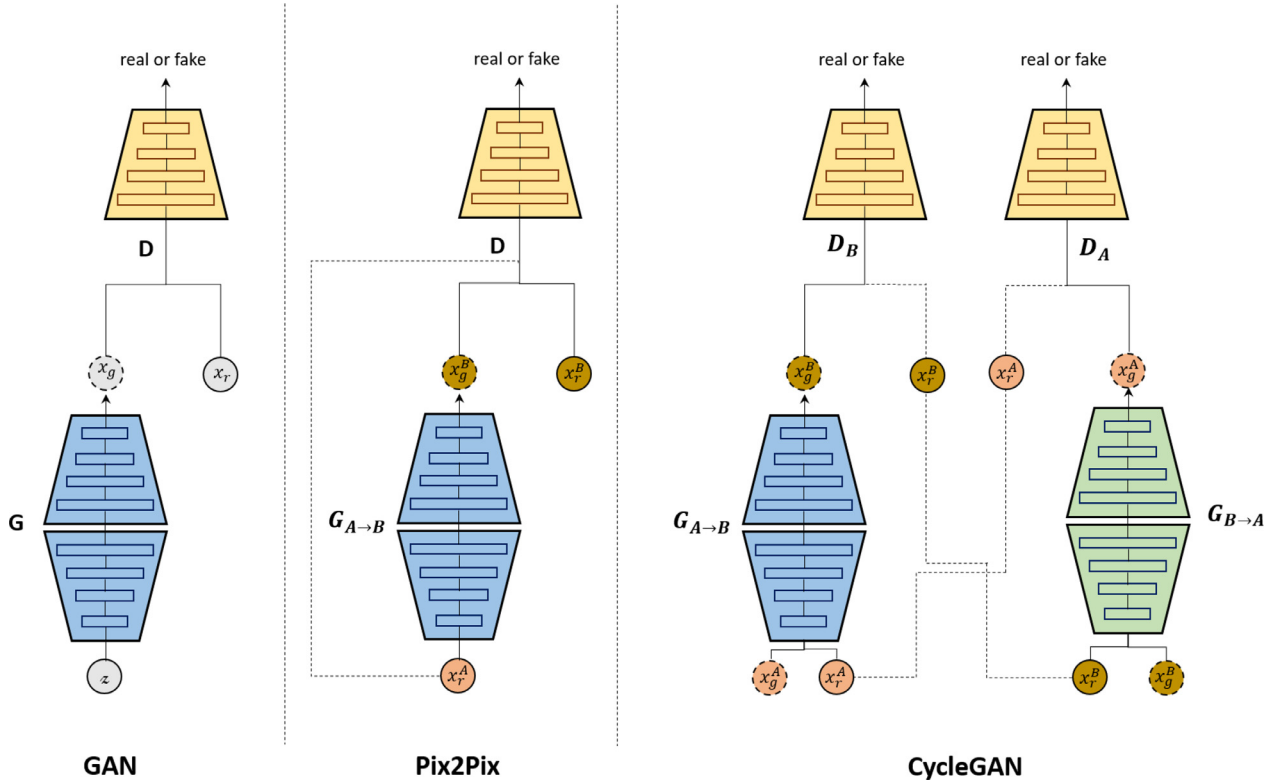 real or fake
D
x_g
x_r
G
z
GAN
real or fake
D
x_g^B
x_r^B
G_{A→B}
x_r^A
Pix2Pix
real or fake
real or fake
D_B
D_A
x_g^B
x_r^B
x_r^A
x_g^A
G_{A→B}
G_{B→A}
x_g^A
x_r^A
x_r^B
x_g^B
CycleGAN